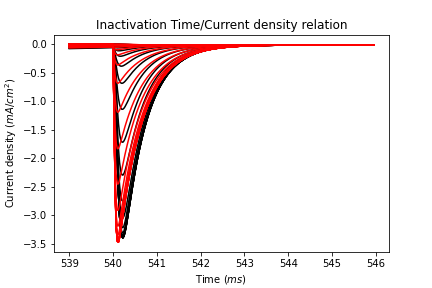 Inactivation Time/Current density relation
Current density (mA/cm²)
0.0
−0.5
−1.0
−1.5
−2.0
−2.5
−3.0
−3.5
539 540 541 542 543 544 545 546
Time (ms)